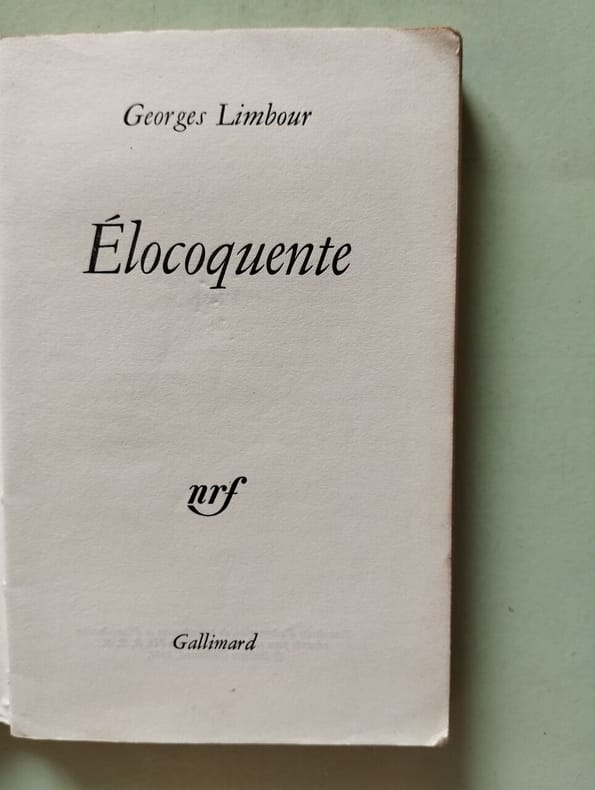 Georges Limbour
Élocoquente
nrf
Gallimard